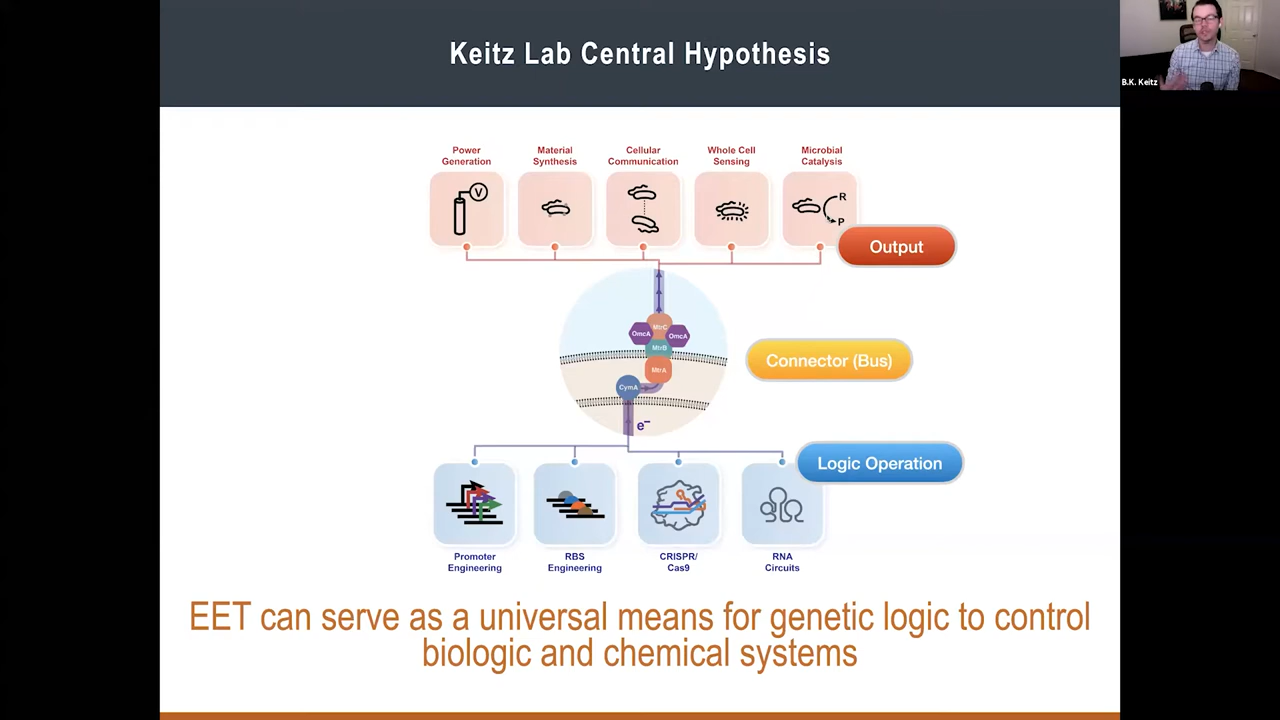 Keitz Lab Central Hypothesis
B.K. Keitz
Power
Generation
Material
Synthesis
Cellular
Communication
Whole Cell
Sensing
Microbial
Catalysis
V
R
P
Output
MtrC
OmcA
OmcA
MtrB
MtrA
CymA
e−
Connector (Bus)
Logic Operation
Promoter
Engineering
RBS
Engineering
CRISPR/
Cas9
RNA
Circuits
EET can serve as a universal means for genetic logic to control
biologic and chemical systems